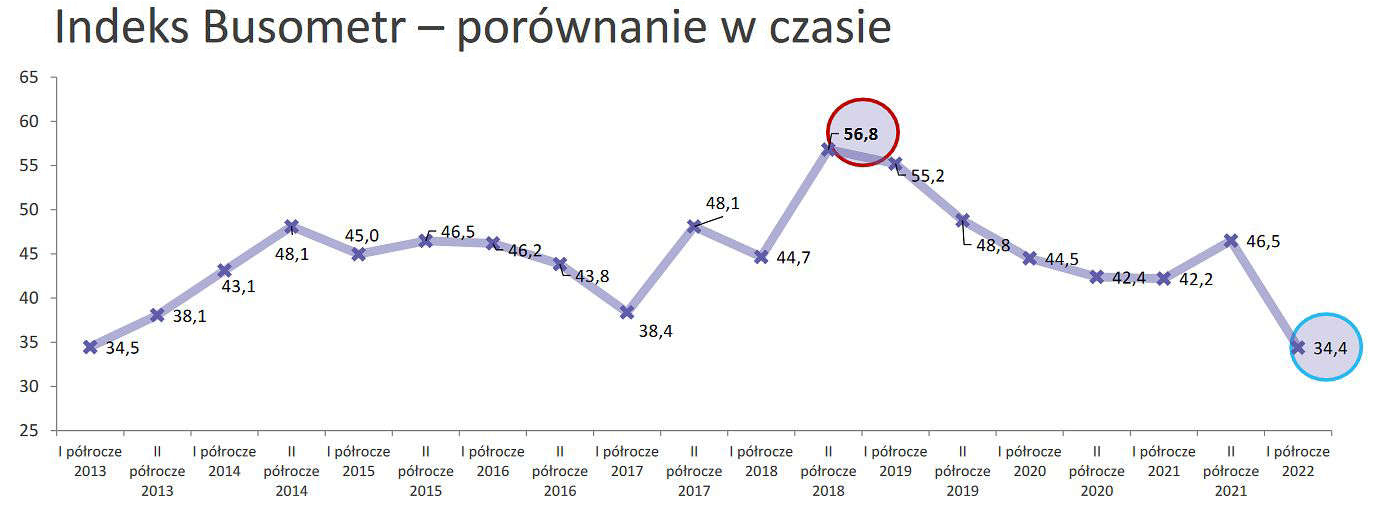 Indeks Busometr – porównanie w czasie
65
60
55
50
45
40
35
30
25
34,5
38,1
43,1
48,1
45,0
46,5
46,2
43,8
38,4
48,1
44,7
56,8
55,2
48,8
44,5
42,4
42,2
46,5
34,4
I półrocze
2013
II
półrocze
2013
I półrocze
2014
II
półrocze
2014
I półrocze
2015
II
półrocze
2015
I półrocze
2016
II
półrocze
2016
I półrocze
2017
II
półrocze
2017
I półrocze
2018
II
półrocze
2018
I półrocze
2019
II
półrocze
2019
I półrocze
2020
II
półrocze
2020
I półrocze
2021
II
półrocze
2021
I półrocze
2022